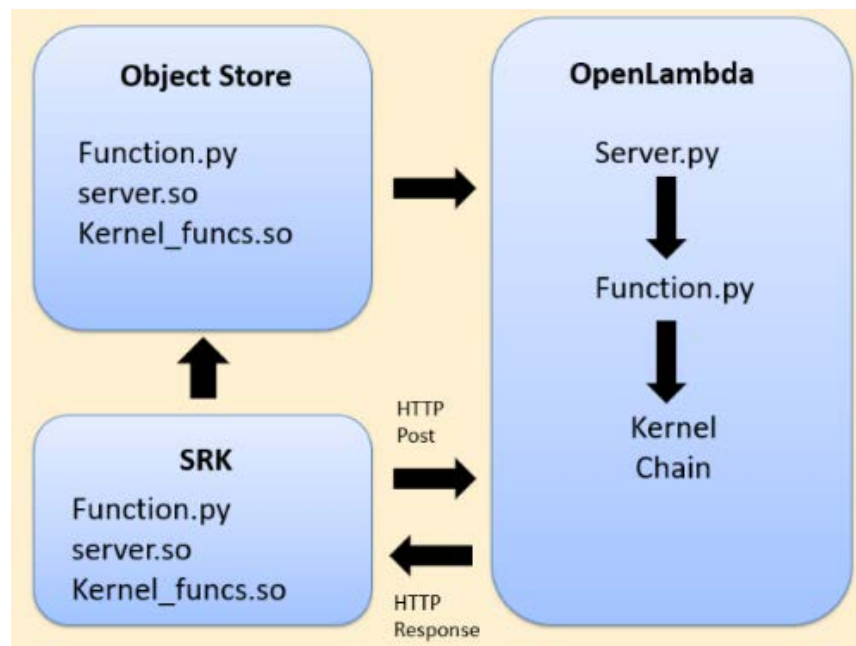 Object Store
Function.py
server.so
Kernel_funcs.so
SRK
Function.py
server.so
Kernel_funcs.so
HTTP
Post
HTTP
Response
OpenLambda
Server.py
Function.py
Kernel
Chain